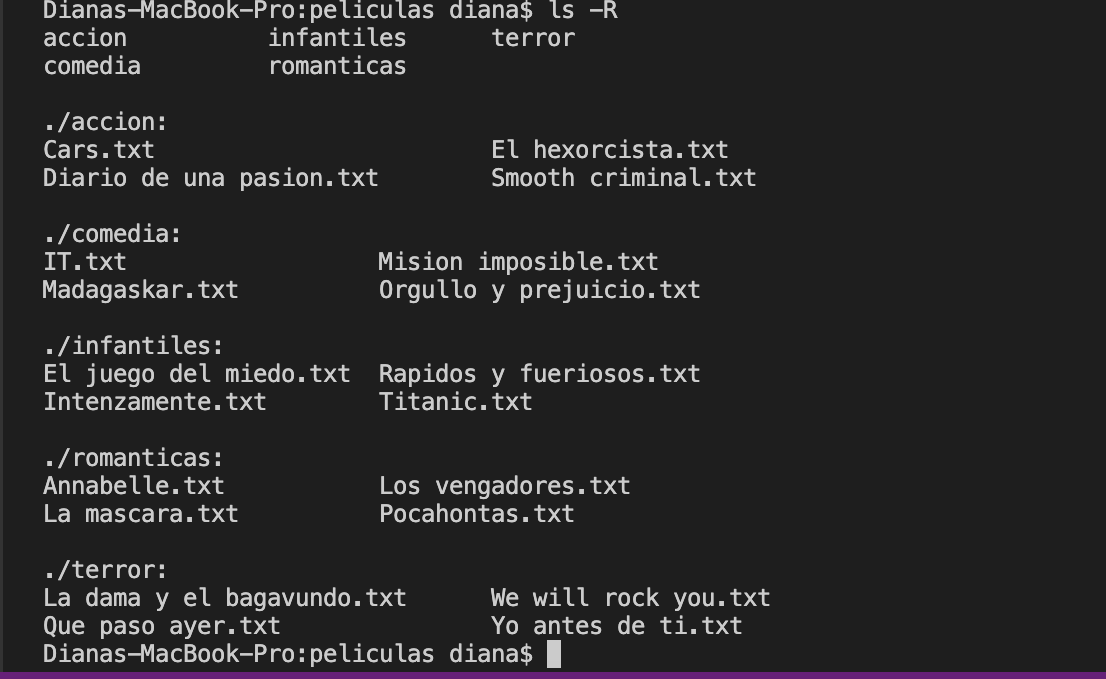 Dianas-MacBook-Pro:peliculas diana$ ls -R
accion          infantiles      terror
comedia         romanticas

./accion:
Cars.txt                        El hexorcista.txt
Diario de una pasion.txt        Smooth criminal.txt

./comedia:
IT.txt                  Mision imposible.txt
Madagaskar.txt          Orgullo y prejuicio.txt

./infantiles:
El juego del miedo.txt  Rapidos y fueriosos.txt
Intenzamente.txt        Titanic.txt

./romanticas:
Annabelle.txt           Los vengadores.txt
La mascara.txt          Pocahontas.txt

./terror:
La dama y el bagavundo.txt      We will rock you.txt
Que paso ayer.txt               Yo antes de ti.txt
Dianas-MacBook-Pro:peliculas diana$